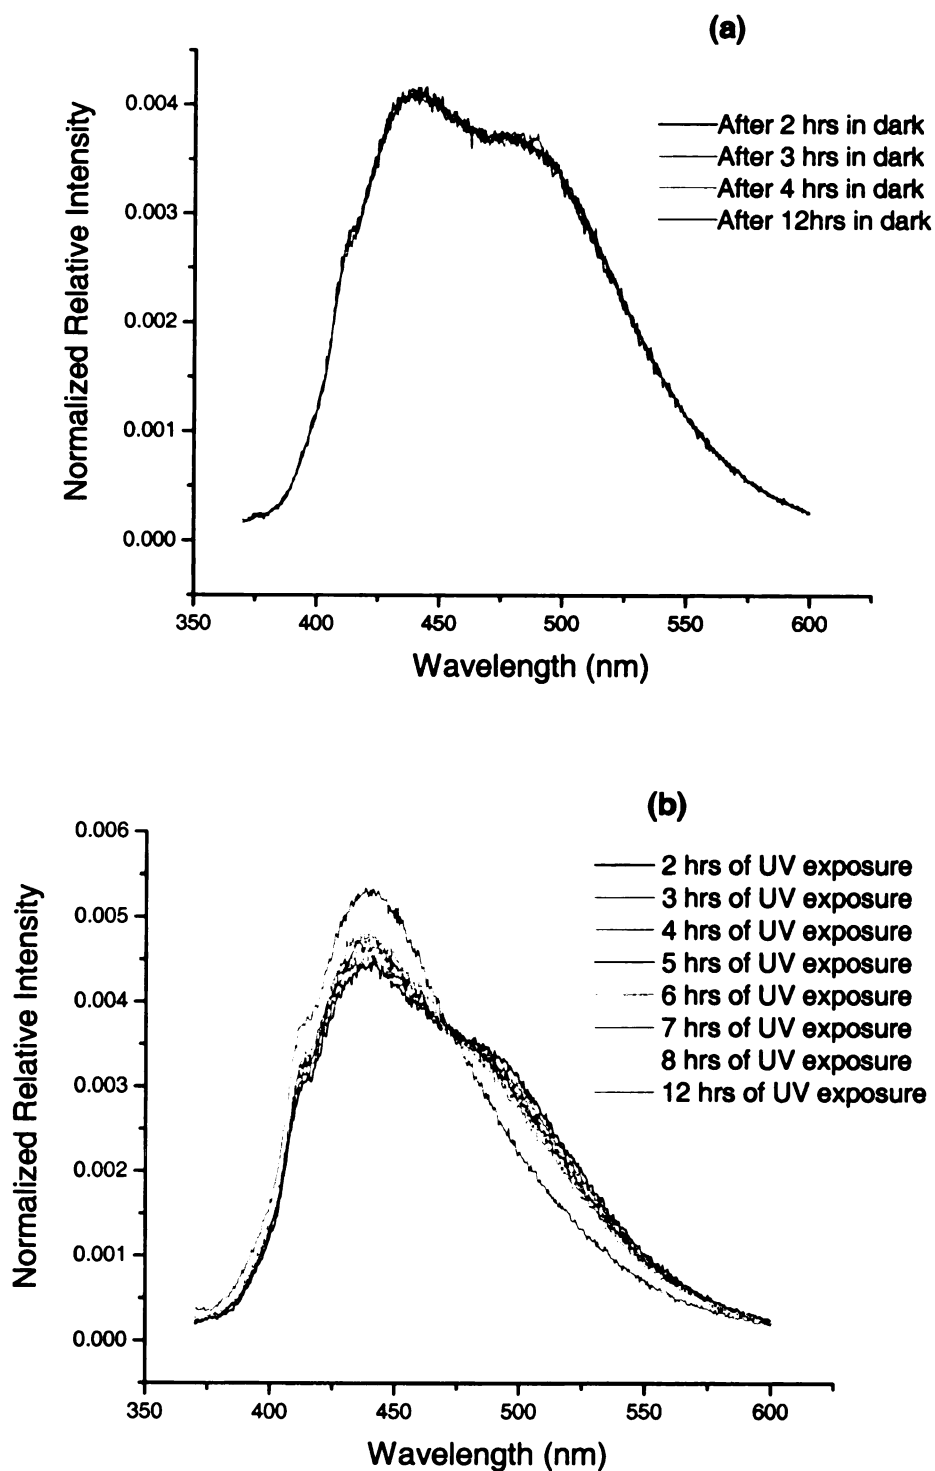 (a)
Normalized Relative Intensity
0.004
0.003
0.002
0.001
0.000
After 2 hrs in dark
After 3 hrs in dark
After 4 hrs in dark
After 12hrs in dark
350 400 450 500 550 600
Wavelength (nm)
(b)
Normalized Relative Intensity
0.006
0.005
0.004
0.003
0.002
0.001
0.000
2 hrs of UV exposure
3 hrs of UV exposure
4 hrs of UV exposure
5 hrs of UV exposure
6 hrs of UV exposure
7 hrs of UV exposure
8 hrs of UV exposure
12 hrs of UV exposure
350 400 450 500 550 600
Wavelength (nm)